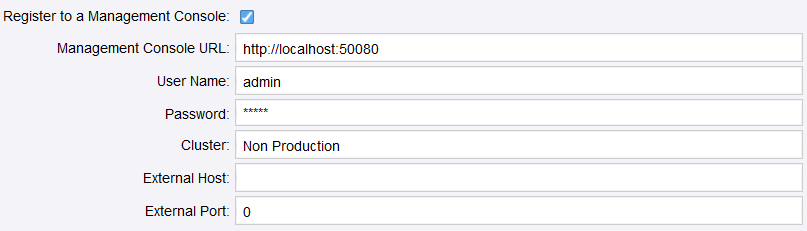 Register to a Management Console:
Management Console URL: http://localhost:50080
User Name: admin
Password: *****
Cluster: Non Production
External Host:
External Port: 0